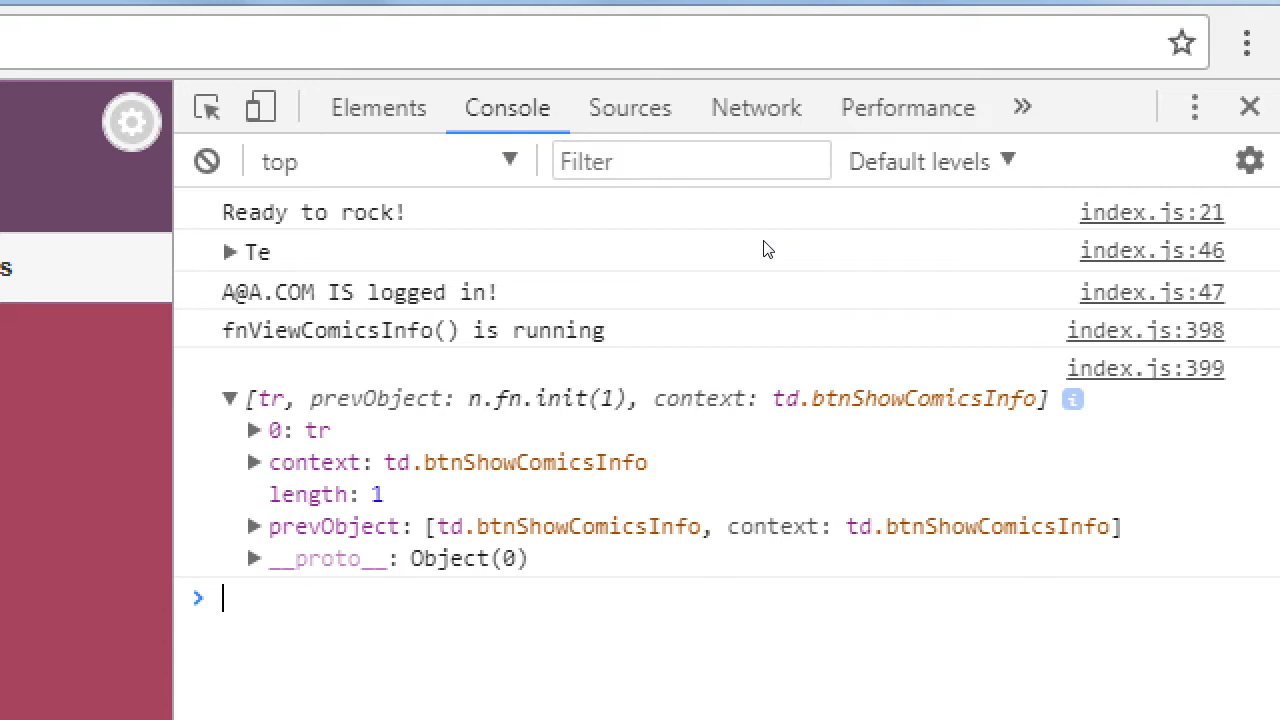 Elements Console Sources Network Performance »
top Filter Default levels
Ready to rock! index.js:21
s
Te index.js:46
A@A.COM IS logged in! index.js:47
fnViewComicsInfo() is running index.js:398
index.js:399
[tr, prevObject: n.fn.init(1), context: td.btnShowComicsInfo] i
0: tr
context: td.btnShowComicsInfo
length: 1
prevObject: [td.btnShowComicsInfo, context: td.btnShowComicsInfo]
__proto__: Object(0)
>